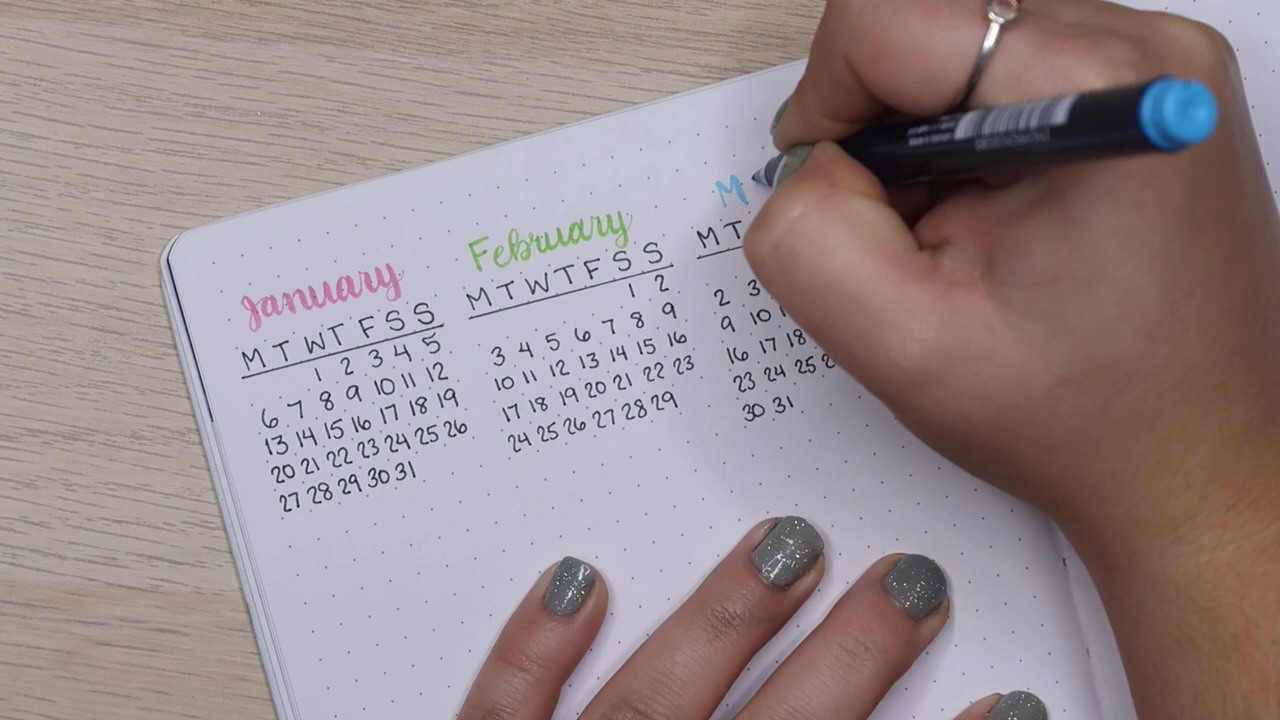 January
M T W T F S S
1 2 3 4 5
6 7 8 9 10 11 12
13 14 15 16 17 18 19
20 21 22 23 24 25 26
27 28 29 30 31
February
M T W T F S S
1 2
3 4 5 6 7 8 9
10 11 12 13 14 15 16
17 18 19 20 21 22 23
24 25 26 27 28 29
M
M T
2 3
9 10
16 17 18
23 24 25
30 31